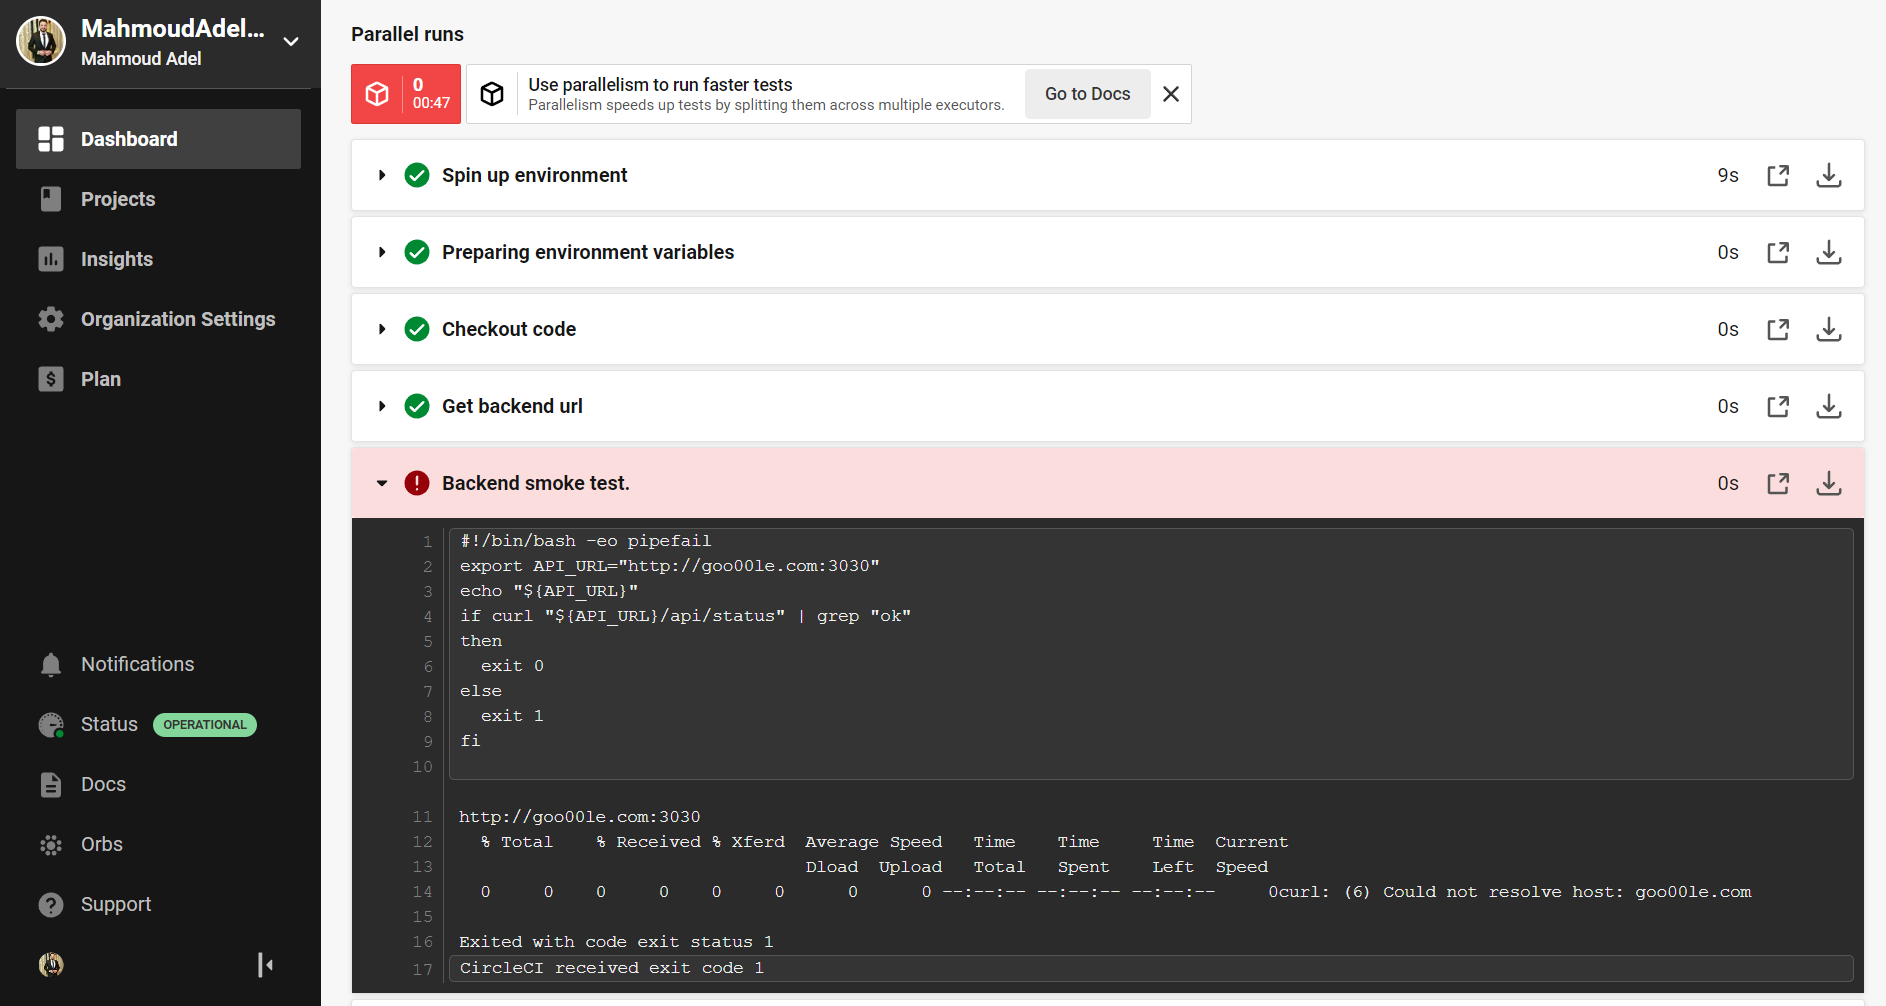 MahmoudAdel...
Mahmoud Adel
Dashboard
Projects
Insights
Organization Settings
Plan
Notifications
Status OPERATIONAL
Docs
Orbs
Support
Parallel runs
0
00:47
Use parallelism to run faster tests
Parallelism speeds up tests by splitting them across multiple executors.
Go to Docs
Spin up environment 9s
Preparing environment variables 0s
Checkout code 0s
Get backend url 0s
Backend smoke test. 0s
1 #!/bin/bash -eo pipefail
2 export API_URL="http://goo00le.com:3030"
3 echo "${API_URL}"
4 if curl "${API_URL}/api/status" | grep "ok"
5 then
6   exit 0
7 else
8   exit 1
9 fi
10
11 http://goo00le.com:3030
12   % Total    % Received % Xferd  Average Speed   Time    Time     Time  Current
13                                  Dload  Upload   Total   Spent    Left  Speed
14   0     0    0     0    0     0      0      0 --:--:-- --:--:-- --:--:--     0curl: (6) Could not resolve host: goo00le.com
15
16 Exited with code exit status 1
17 CircleCI received exit code 1